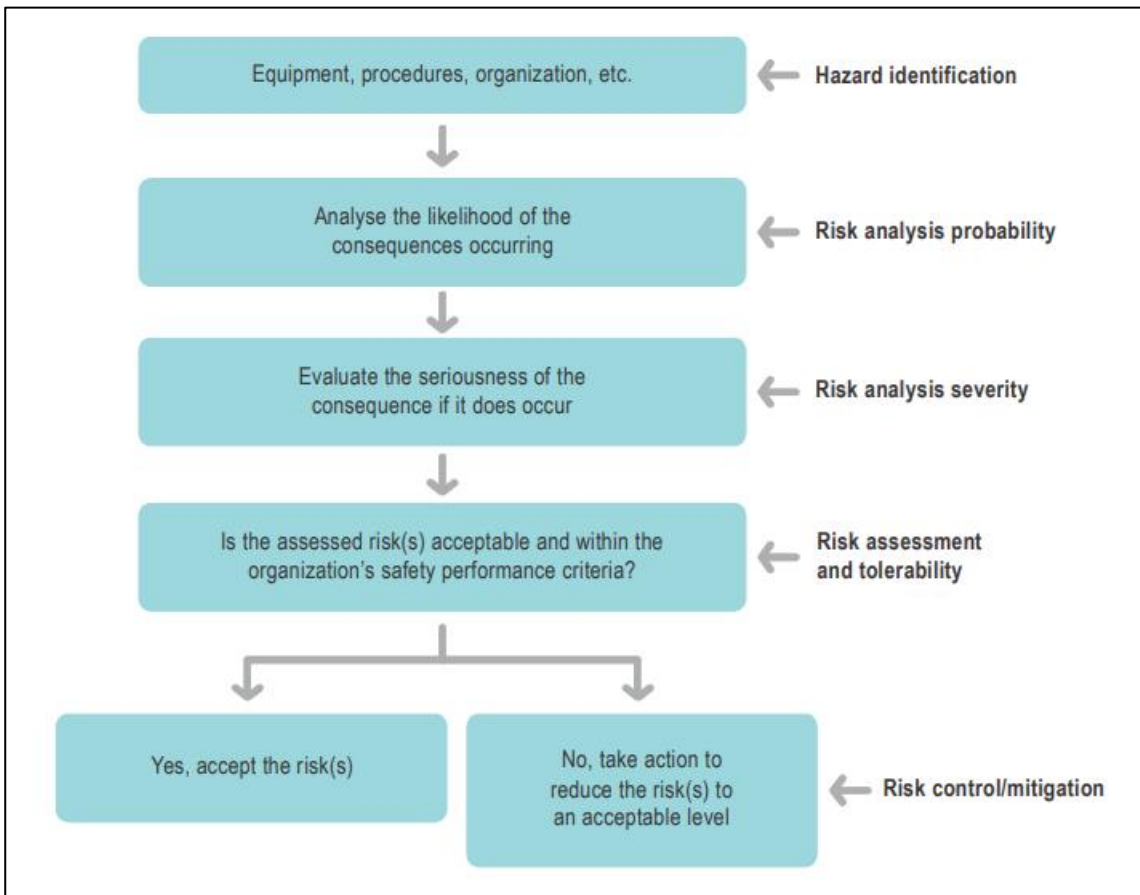 Equipment, procedures, organization, etc.
Hazard identification
Analyse the likelihood of the
consequences occurring
Risk analysis probability
Evaluate the seriousness of the
consequence if it does occur
Risk analysis severity
Is the assessed risk(s) acceptable and within the
organization's safety performance criteria?
Risk assessment
and tolerability
Yes, accept the risk(s)
No, take action to
reduce the risk(s) to
an acceptable level
Risk control/mitigation